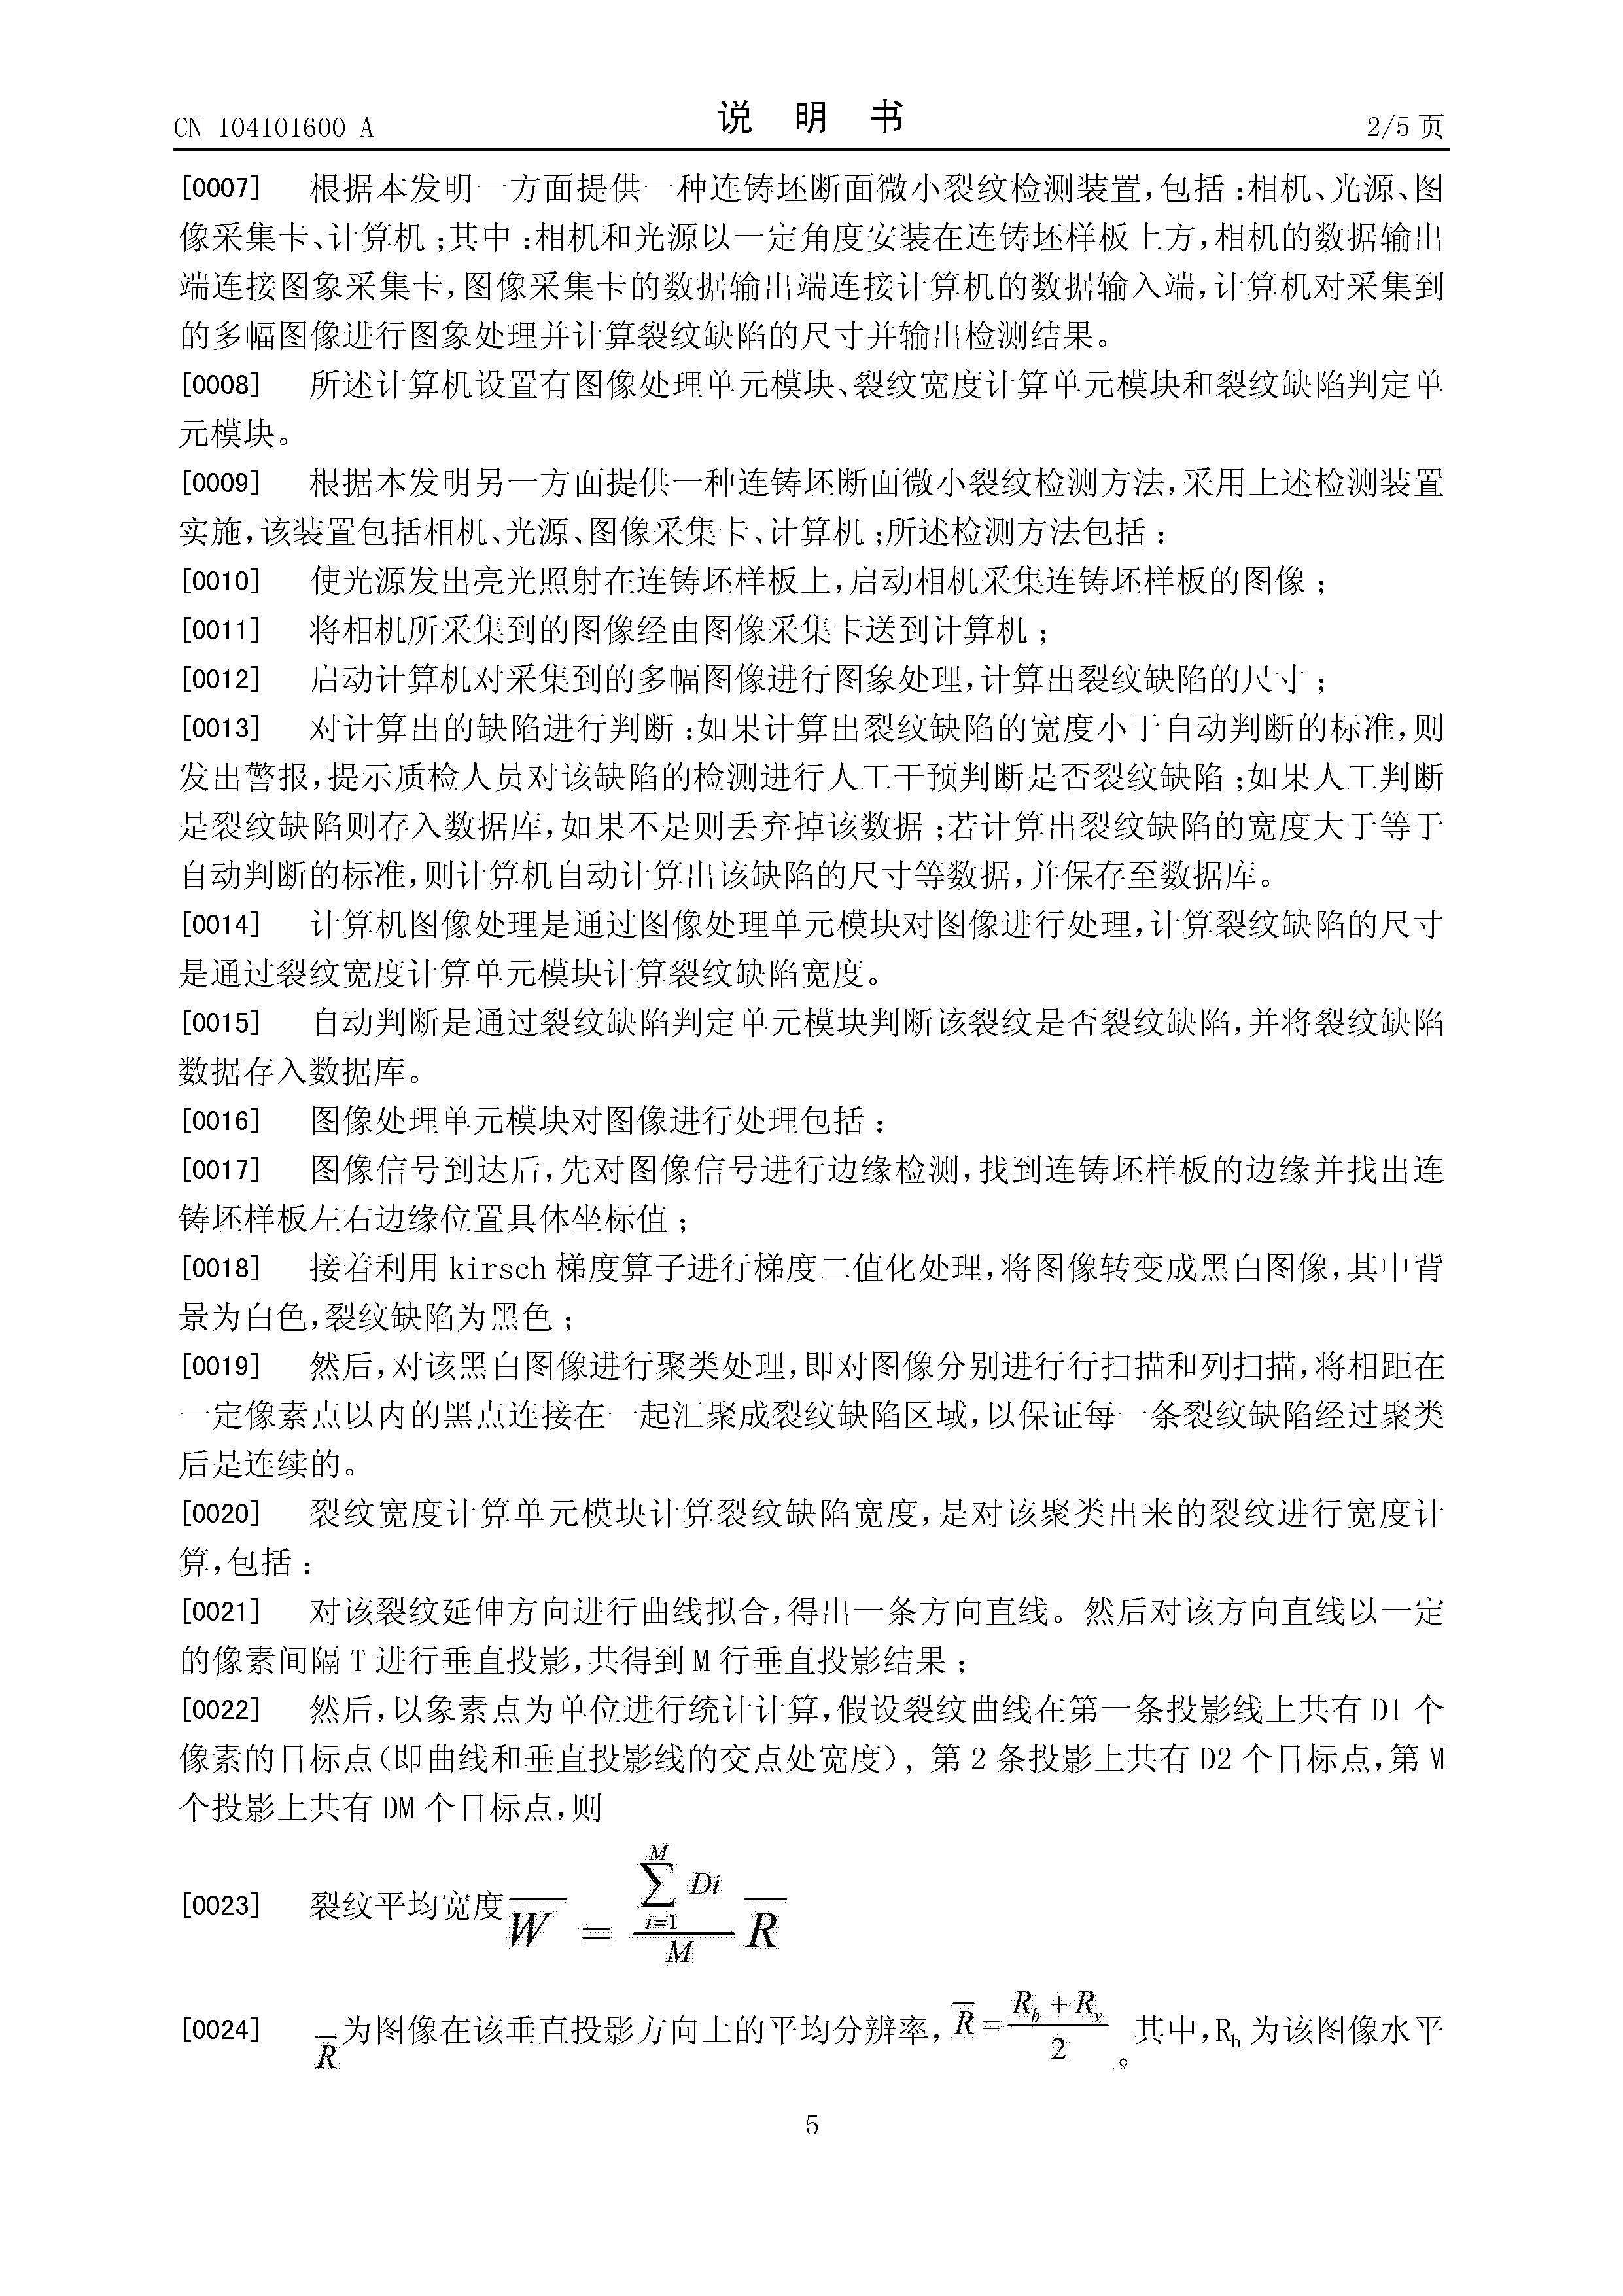 CN 104101600 A
说 明 书
2/5 页
[0007] 根据本发明一方面提供一种连铸坯断面微小裂纹检测装置，包括：相机、光源、图
像采集卡、计算机；其中：相机和光源以一定角度安装在连铸坯样板上方，相机的数据输出
端连接图象采集卡，图像采集卡的数据输出端连接计算机的数据输入端，计算机对采集到
的多幅图像进行图象处理并计算裂纹缺陷的尺寸并输出检测结果。
[0008] 所述计算机设置有图像处理单元模块、裂纹宽度计算单元模块和裂纹缺陷判定单
元模块。
[0009] 根据本发明另一方面提供一种连铸坯断面微小裂纹检测方法，采用上述检测装置
实施，该装置包括相机、光源、图像采集卡、计算机；所述检测方法包括：
[0010] 使光源发出亮光照射在连铸坯样板上，启动相机采集连铸坯样板的图像；
[0011] 将相机所采集到的图像经由图像采集卡送到计算机；
[0012] 启动计算机对采集到的多幅图像进行图象处理，计算出裂纹缺陷的尺寸；
[0013] 对计算出的缺陷进行判断：如果计算出裂纹缺陷的宽度小于自动判断的标准，则
发出警报，提示质检人员对该缺陷的检测进行人工干预判断是否裂纹缺陷；如果人工判断
是裂纹缺陷则存入数据库，如果不是则丢弃掉该数据；若计算出裂纹缺陷的宽度大于等于
自动判断的标准，则计算机自动计算出该缺陷的尺寸等数据，并保存至数据库。
[0014] 计算机图像处理是通过图像处理单元模块对图像进行处理，计算裂纹缺陷的尺寸
是通过裂纹宽度计算单元模块计算裂纹缺陷宽度。
[0015] 自动判断是通过裂纹缺陷判定单元模块判断该裂纹是否裂纹缺陷，并将裂纹缺陷
数据存入数据库。
[0016] 图像处理单元模块对图像进行处理包括：
[0017] 图像信号到达后，先对图像信号进行边缘检测，找到连铸坯样板的边缘并找出连
铸坯样板左右边缘位置具体坐标值；
[0018] 接着利用 kirsch 梯度算子进行梯度二值化处理，将图像转变成黑白图像，其中背
景为白色，裂纹缺陷为黑色；
[0019] 然后，对该黑白图像进行聚类处理，即对图像分别进行行扫描和列扫描，将相距在
一定像素点以内的黑点连接在一起汇聚成裂纹缺陷区域，以保证每一条裂纹缺陷经过聚类
后是连续的。
[0020] 裂纹宽度计算单元模块计算裂纹缺陷宽度，是对该聚类出来的裂纹进行宽度计
算，包括：
[0021] 对该裂纹延伸方向进行曲线拟合，得出一条方向直线。然后对该方向直线以一定
的像素间隔 T 进行垂直投影，共得到 M 行垂直投影结果；
[0022] 然后，以象素点为单位进行统计计算，假设裂纹曲线在第一条投影线上共有 D1 个
像素的目标点（即曲线和垂直投影线的交点处宽度），第 2 条投影上共有 D2 个目标点，第 M
个投影上共有 DM 个目标点，则
[0023] 裂纹平均宽度 $\overline{W} = \frac{\sum_{i=1}^{M} Di}{M} \overline{R}$
[0024] $\overline{R}$ 为图像在该垂直投影方向上的平均分辨率，$\overline{R} = \frac{R_h + R_v}{2}$。其中，$R_h$ 为该图像水平
5